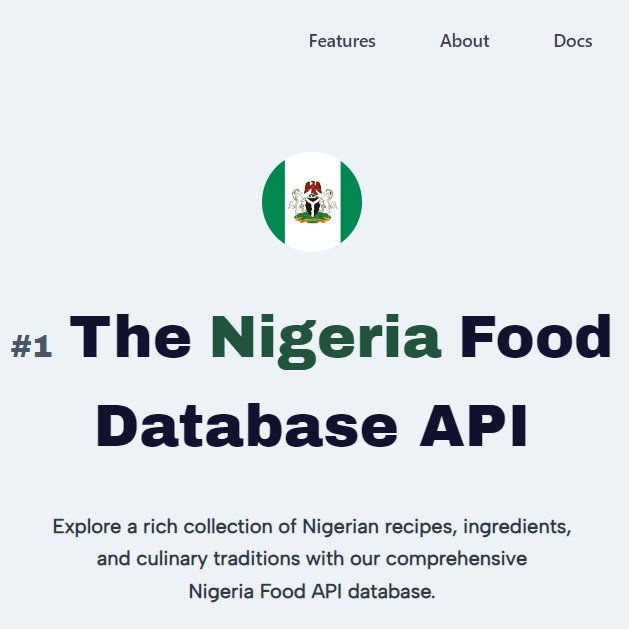 Features About Docs
#1 The Nigeria Food
Database API
Explore a rich collection of Nigerian recipes, ingredients,
and culinary traditions with our comprehensive
Nigeria Food API database.